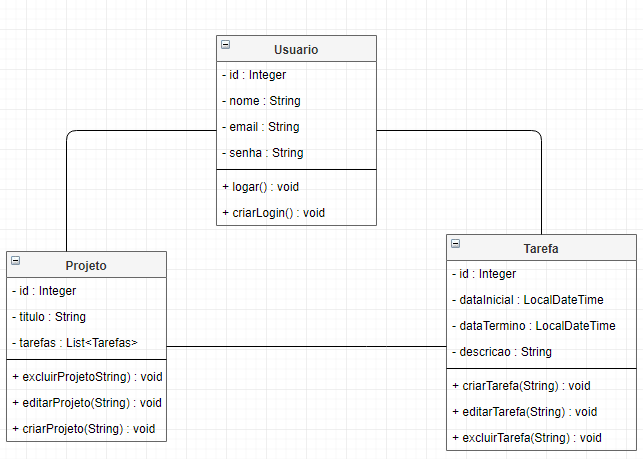 Usuario
- id : Integer
- nome : String
- email : String
- senha : String
+ logar() : void
+ criarLogin() : void
Projeto
- id : Integer
- titulo : String
- tarefas : List<Tarefas>
+ excluirProjetoString) : void
+ editarProjeto(String) : void
+ criarProjeto(String) : void
Tarefa
- id : Integer
- dataInicial : LocalDateTime
- dataTermino : LocalDateTime
- descricao : String
+ criarTarefa(String) : void
+ editarTarefa(String) : void
+ excluirTarefa(String) : void